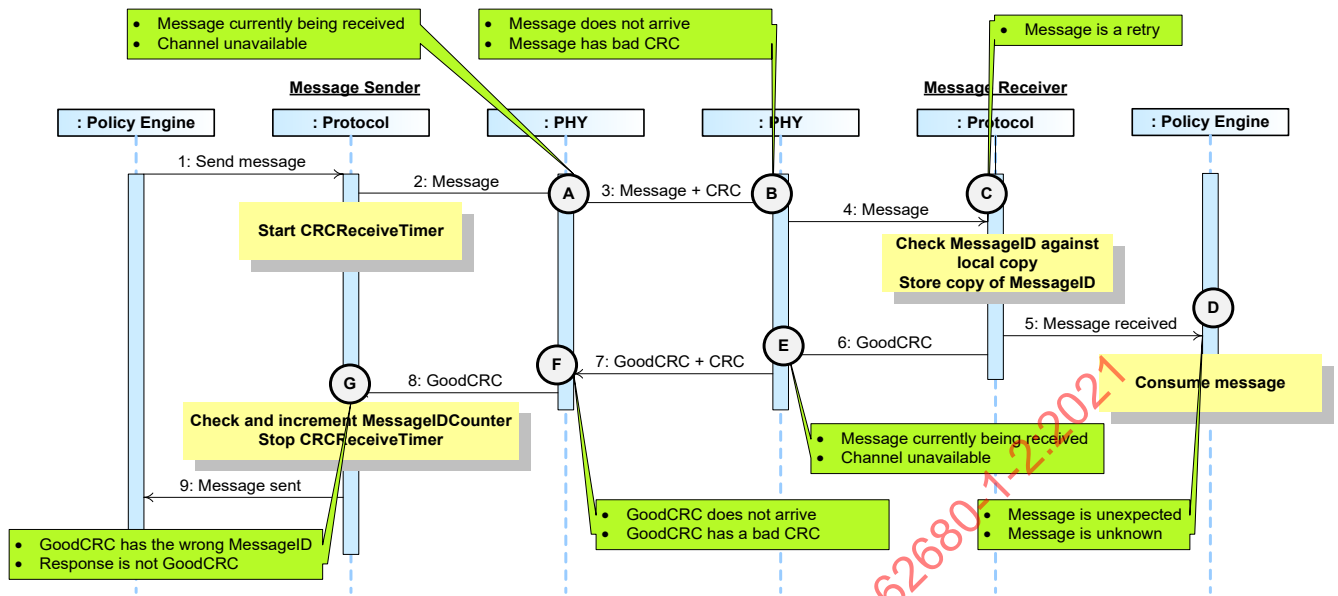 • Message currently being received
• Channel unavailable
• Message does not arrive
• Message has bad CRC
• Message is a retry
Message Sender
Message Receiver
: Policy Engine
: Protocol
: PHY
: PHY
: Protocol
: Policy Engine
1: Send message
2: Message
A
3: Message + CRC
B
4: Message
C
Start CRCReceiveTimer
Check MessageID against
local copy
Store copy of MessageID
D
5: Message received
6: GoodCRC
E
7: GoodCRC + CRC
F
8: GoodCRC
G
Consume message
Check and increment MessageIDCounter
Stop CRCReceiveTimer
• Message currently being received
• Channel unavailable
9: Message sent
• GoodCRC does not arrive
• GoodCRC has a bad CRC
• Message is unexpected
• Message is unknown
• GoodCRC has the wrong MessageID
• Response is not GoodCRC
62680-1-2:2021